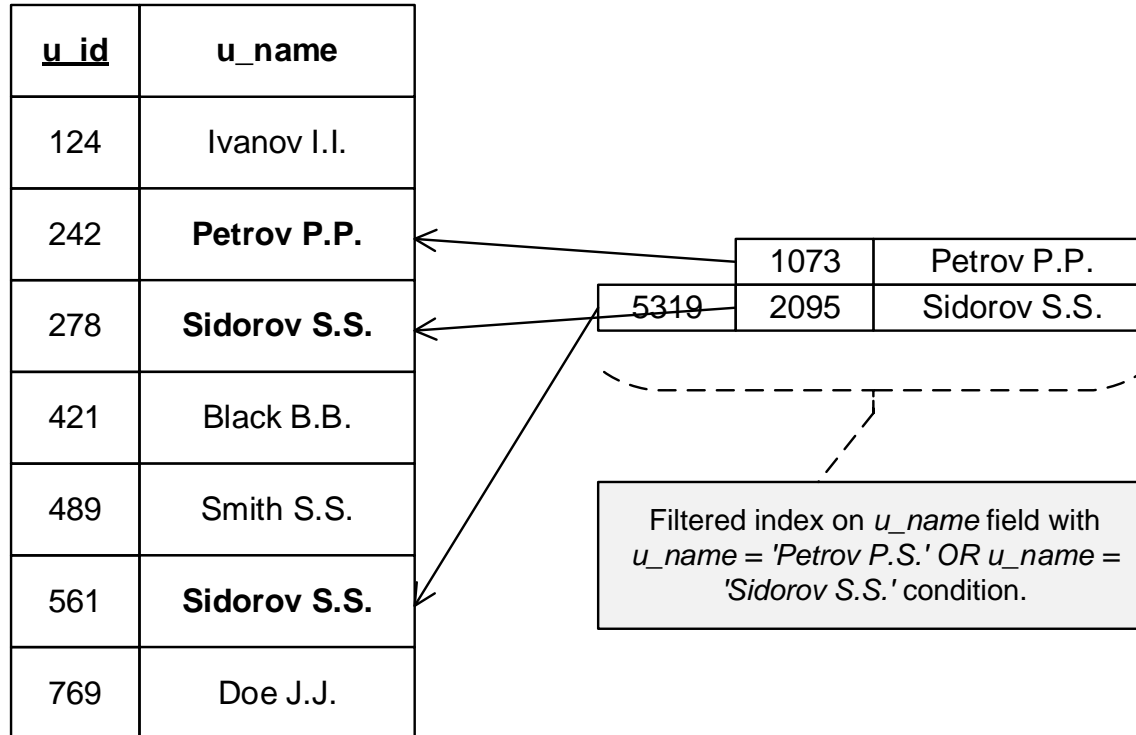 u_id u_name
124 Ivanov I.I.
242 Petrov P.P.
278 Sidorov S.S.
421 Black B.B.
489 Smith S.S.
561 Sidorov S.S.
769 Doe J.J.
1073 Petrov P.P.
5319 2095 Sidorov S.S.
Filtered index on u_name field with
u_name = 'Petrov P.S.' OR u_name =
'Sidorov S.S.' condition.